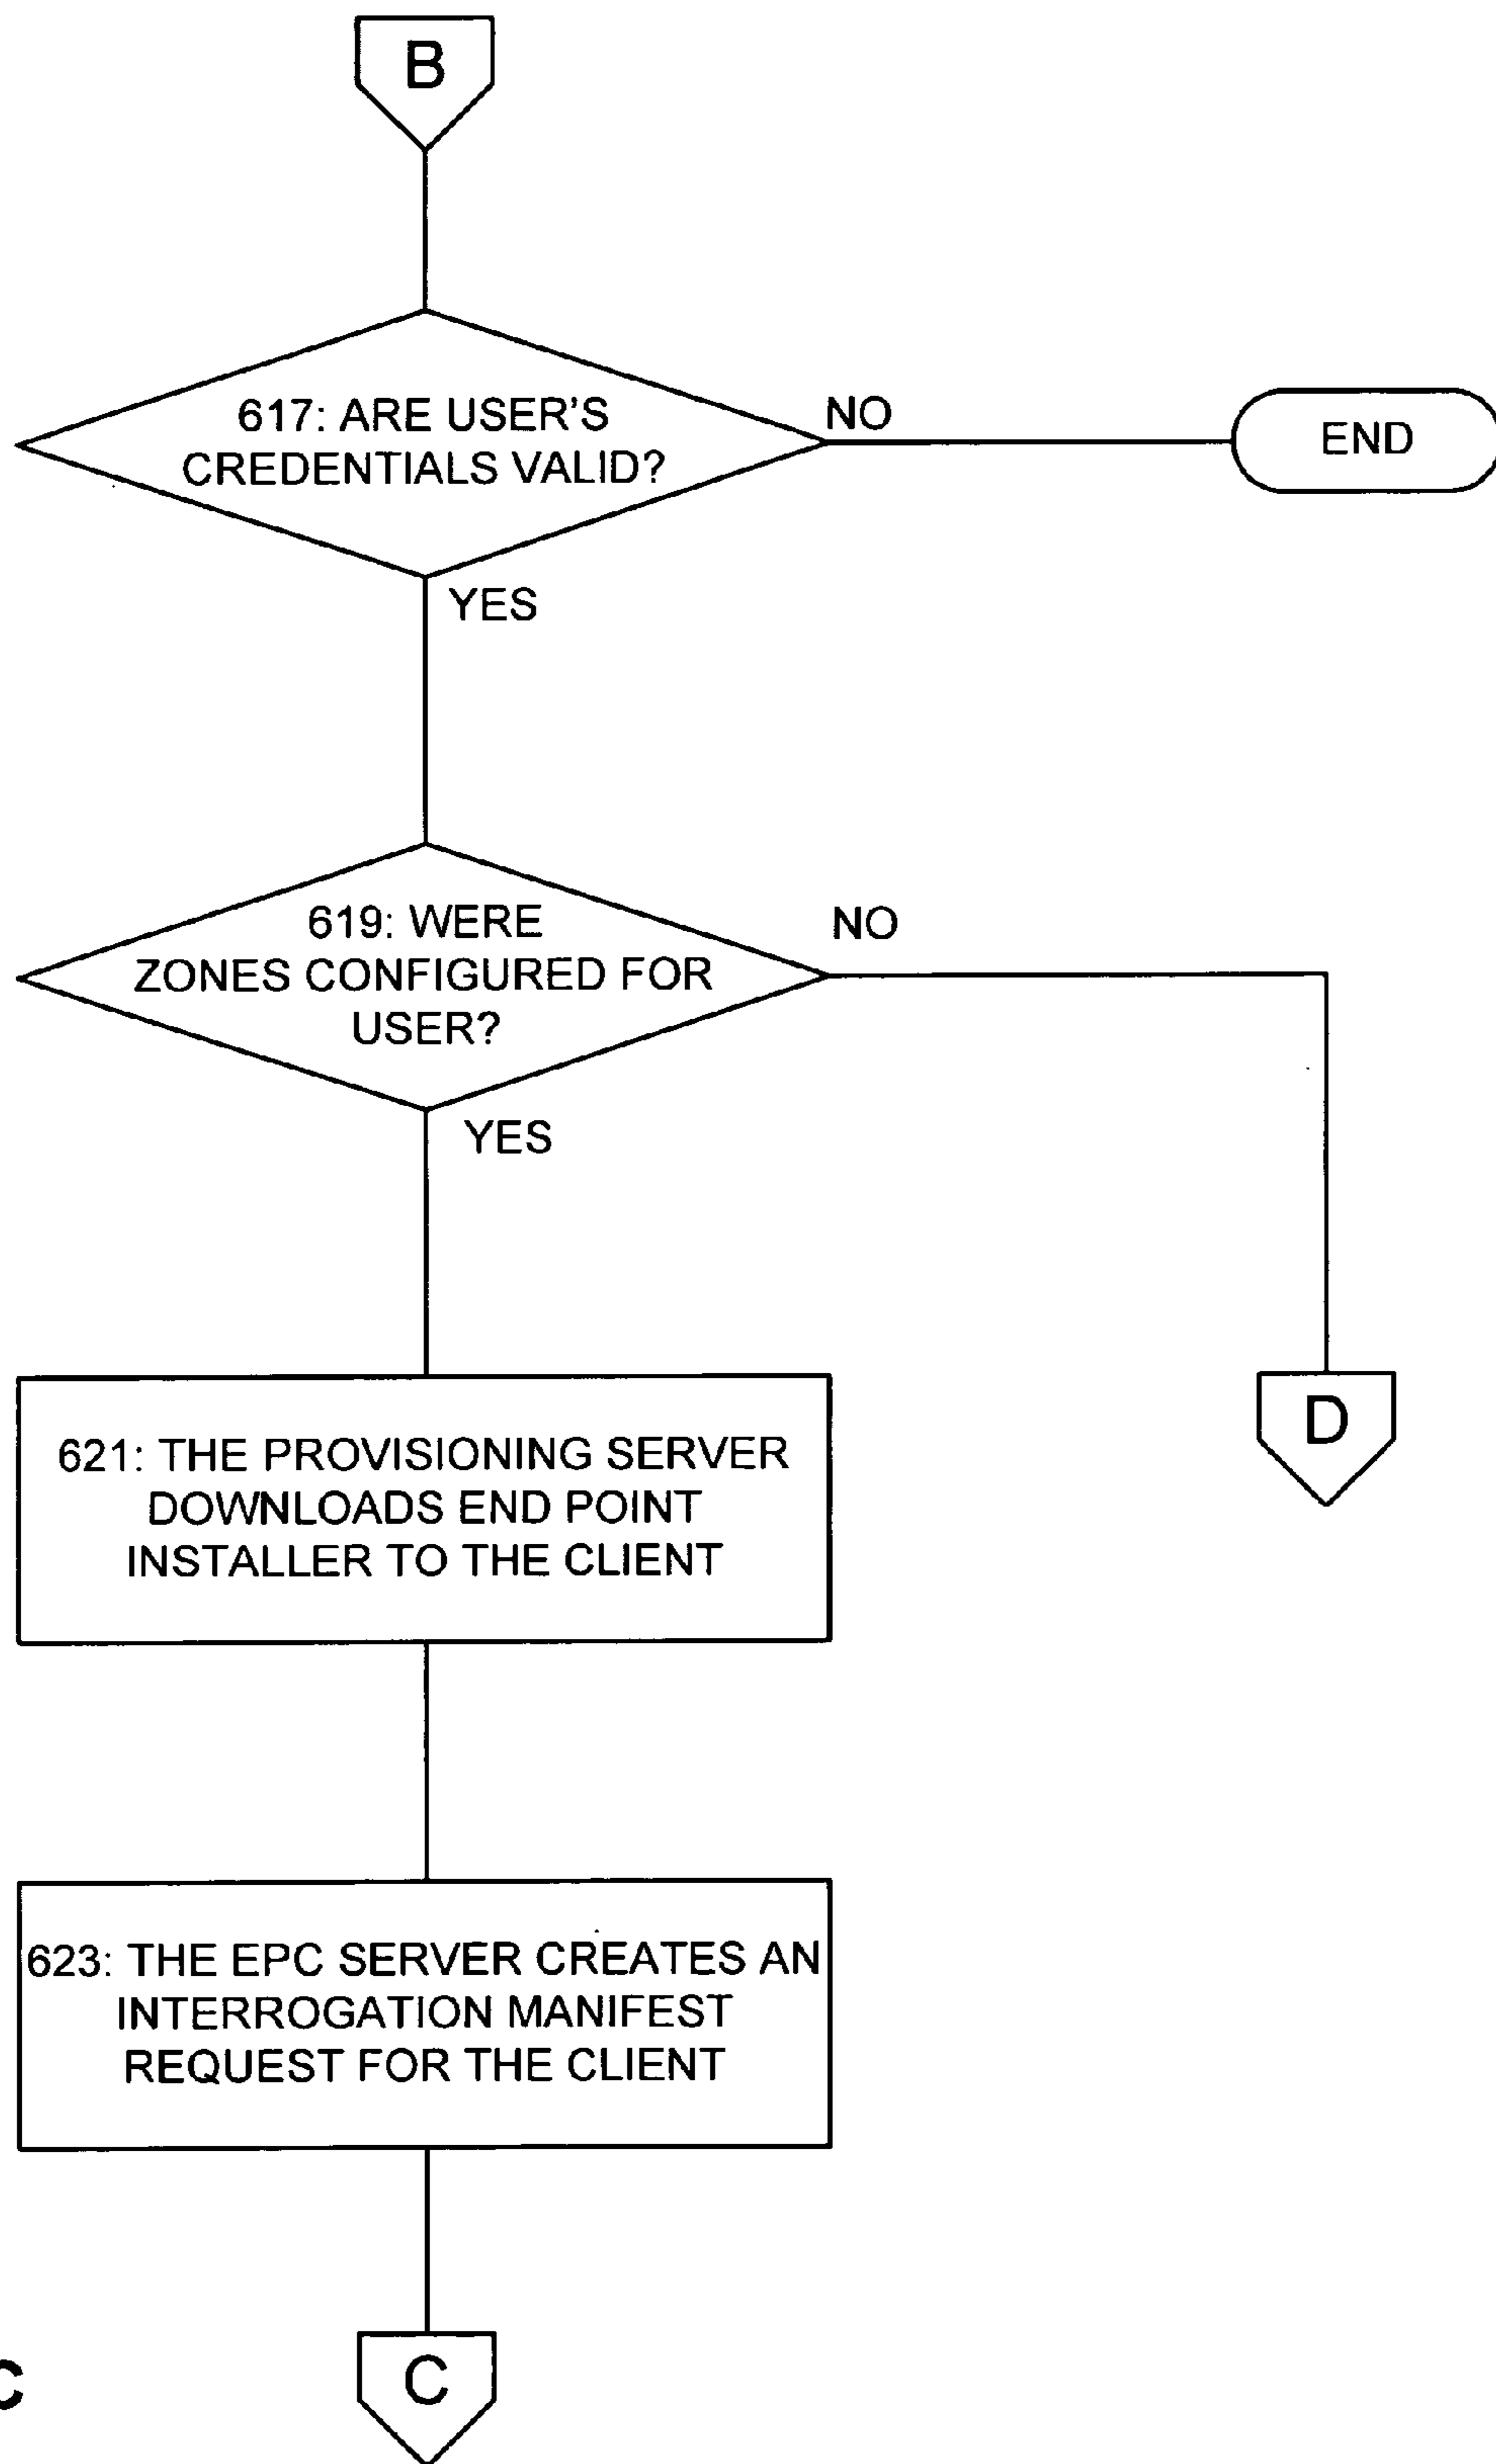 B
617: ARE USER'S
CREDENTIALS VALID?
NO
END
YES
619: WERE
ZONES CONFIGURED FOR
USER?
NO
YES
621: THE PROVISIONING SERVER
DOWNLOADS END POINT
INSTALLER TO THE CLIENT
D
623: THE EPC SERVER CREATES AN
INTERROGATION MANIFEST
REQUEST FOR THE CLIENT
C
C